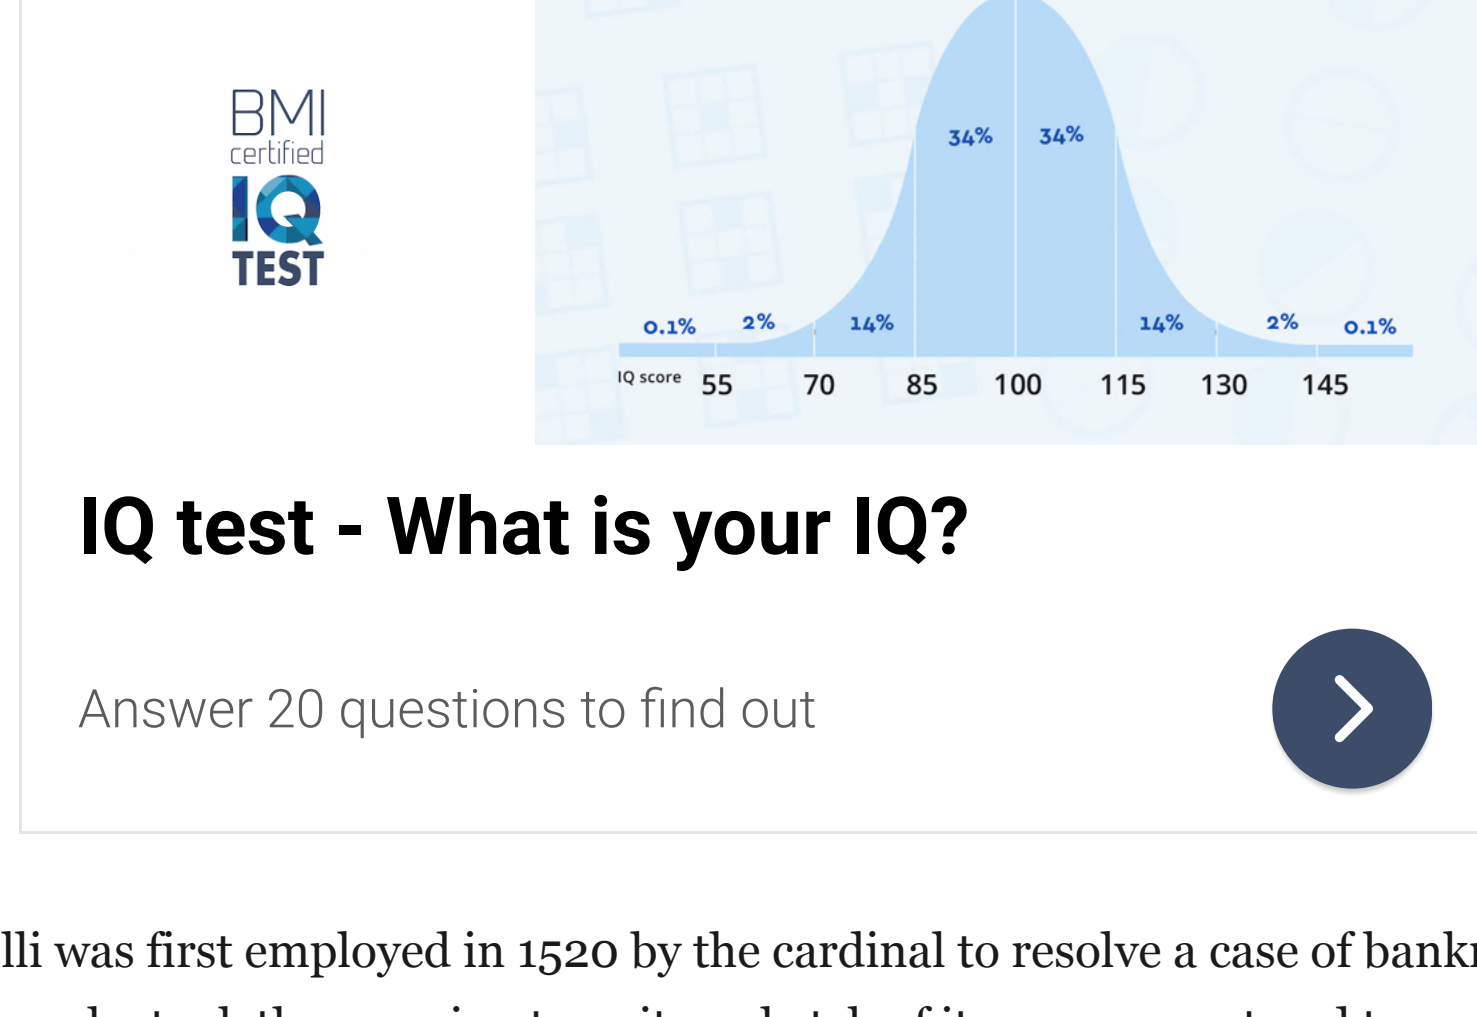 BMI
certified
IQ
TEST
34% 34%
0.1% 2% 14% 14% 2% 0.1%
IQ score 55 70 85 100 115 130 145
IQ test - What is your IQ?
Answer 20 questions to find out
lli was first employed in 1520 by the cardinal to resolve a case of bankr